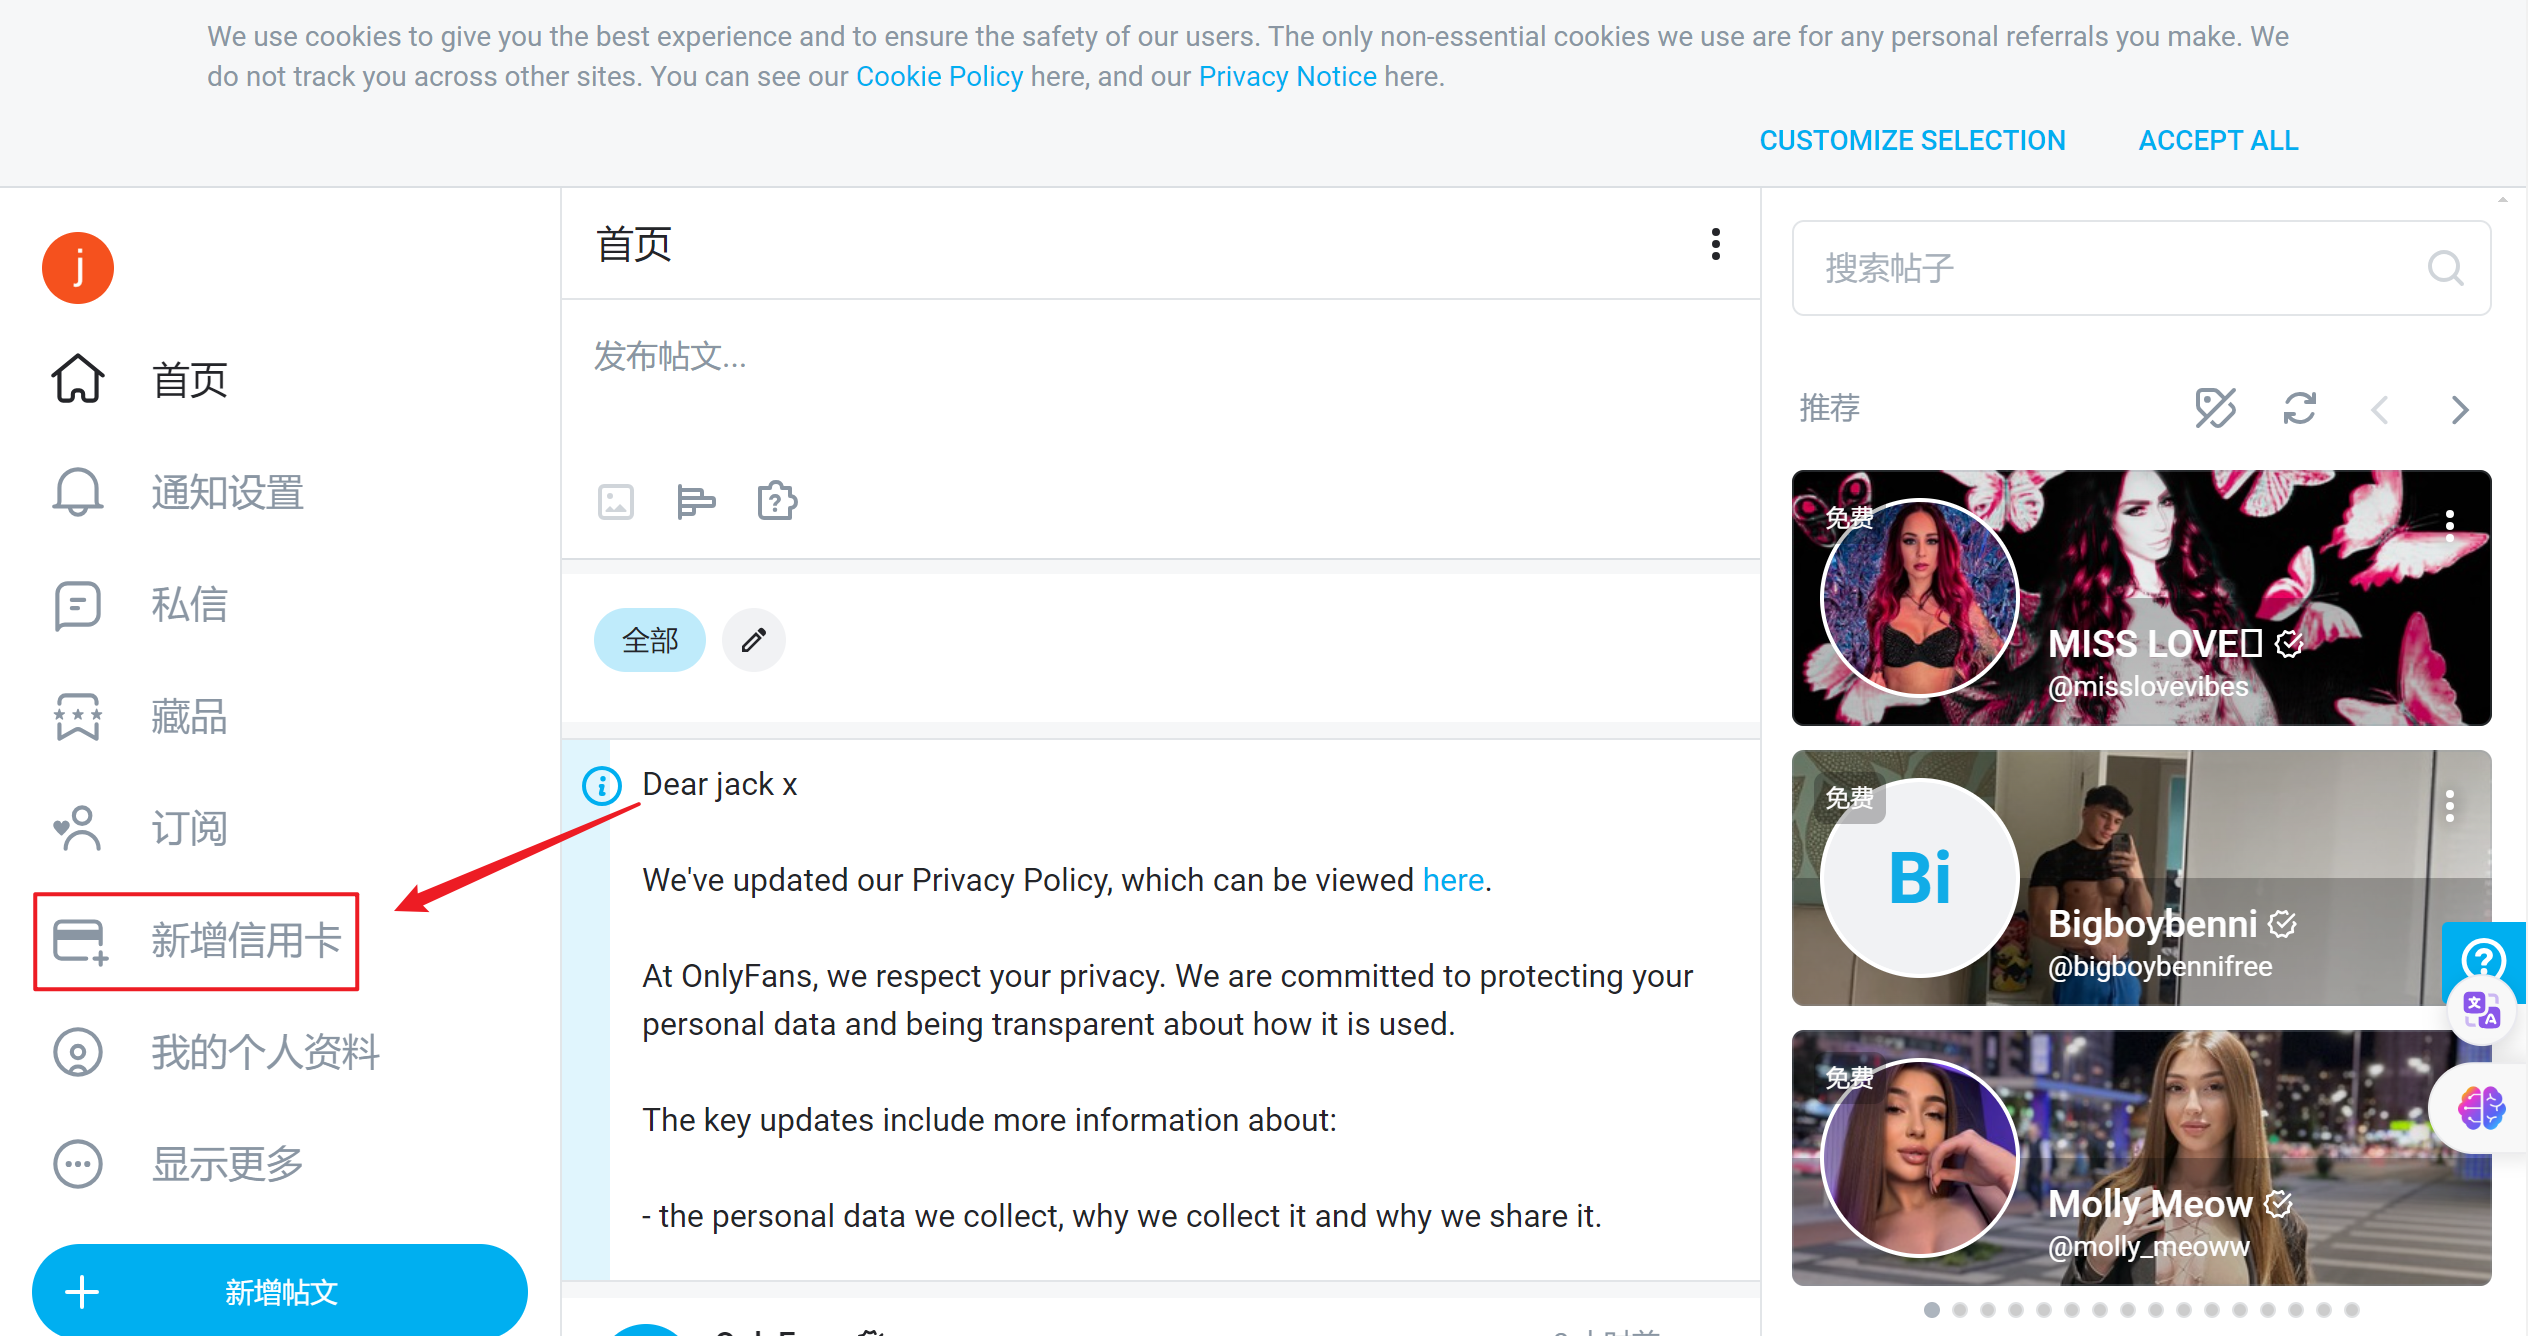 We use cookies to give you the best experience and to ensure the safety of our users. The only non-essential cookies we use are for any personal referrals you make. We
do not track you across other sites. You can see our Cookie Policy here, and our Privacy Notice here.
CUSTOMIZE SELECTION ACCEPT ALL
j
首页
通知设置
私信
藏品
订阅
新增信用卡
我的个人资料
显示更多
新增帖文
首页
发布帖文...
全部
Dear jack x
We've updated our Privacy Policy, which can be viewed here.
At OnlyFans, we respect your privacy. We are committed to protecting your
personal data and being transparent about how it is used.
The key updates include more information about:
- the personal data we collect, why we collect it and why we share it.
搜索帖子
推荐
免费
MISS LOVE
@misslovevibes
免费
Bi
Bigboybenni
@bigboybennifree
免费
Molly Meow
@molly_meoww